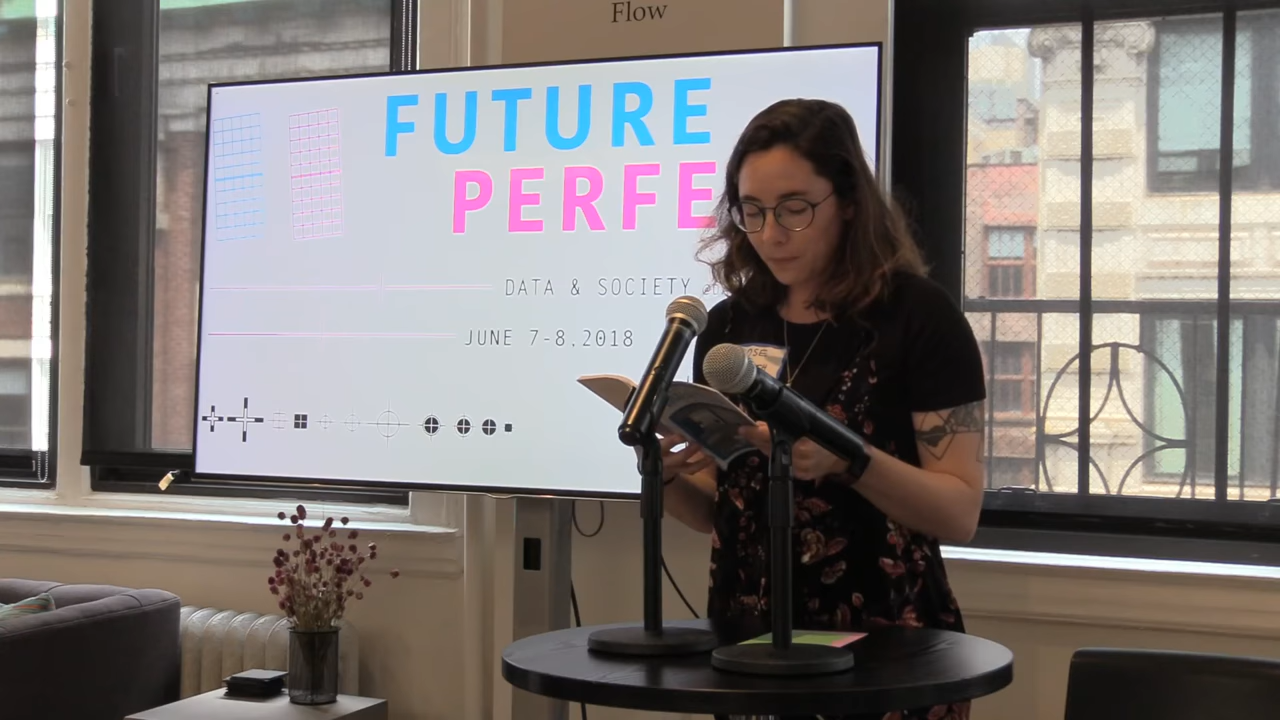 Flow
FUTURE
PERFE
DATA & SOCIETY
JUNE 7-8, 2018